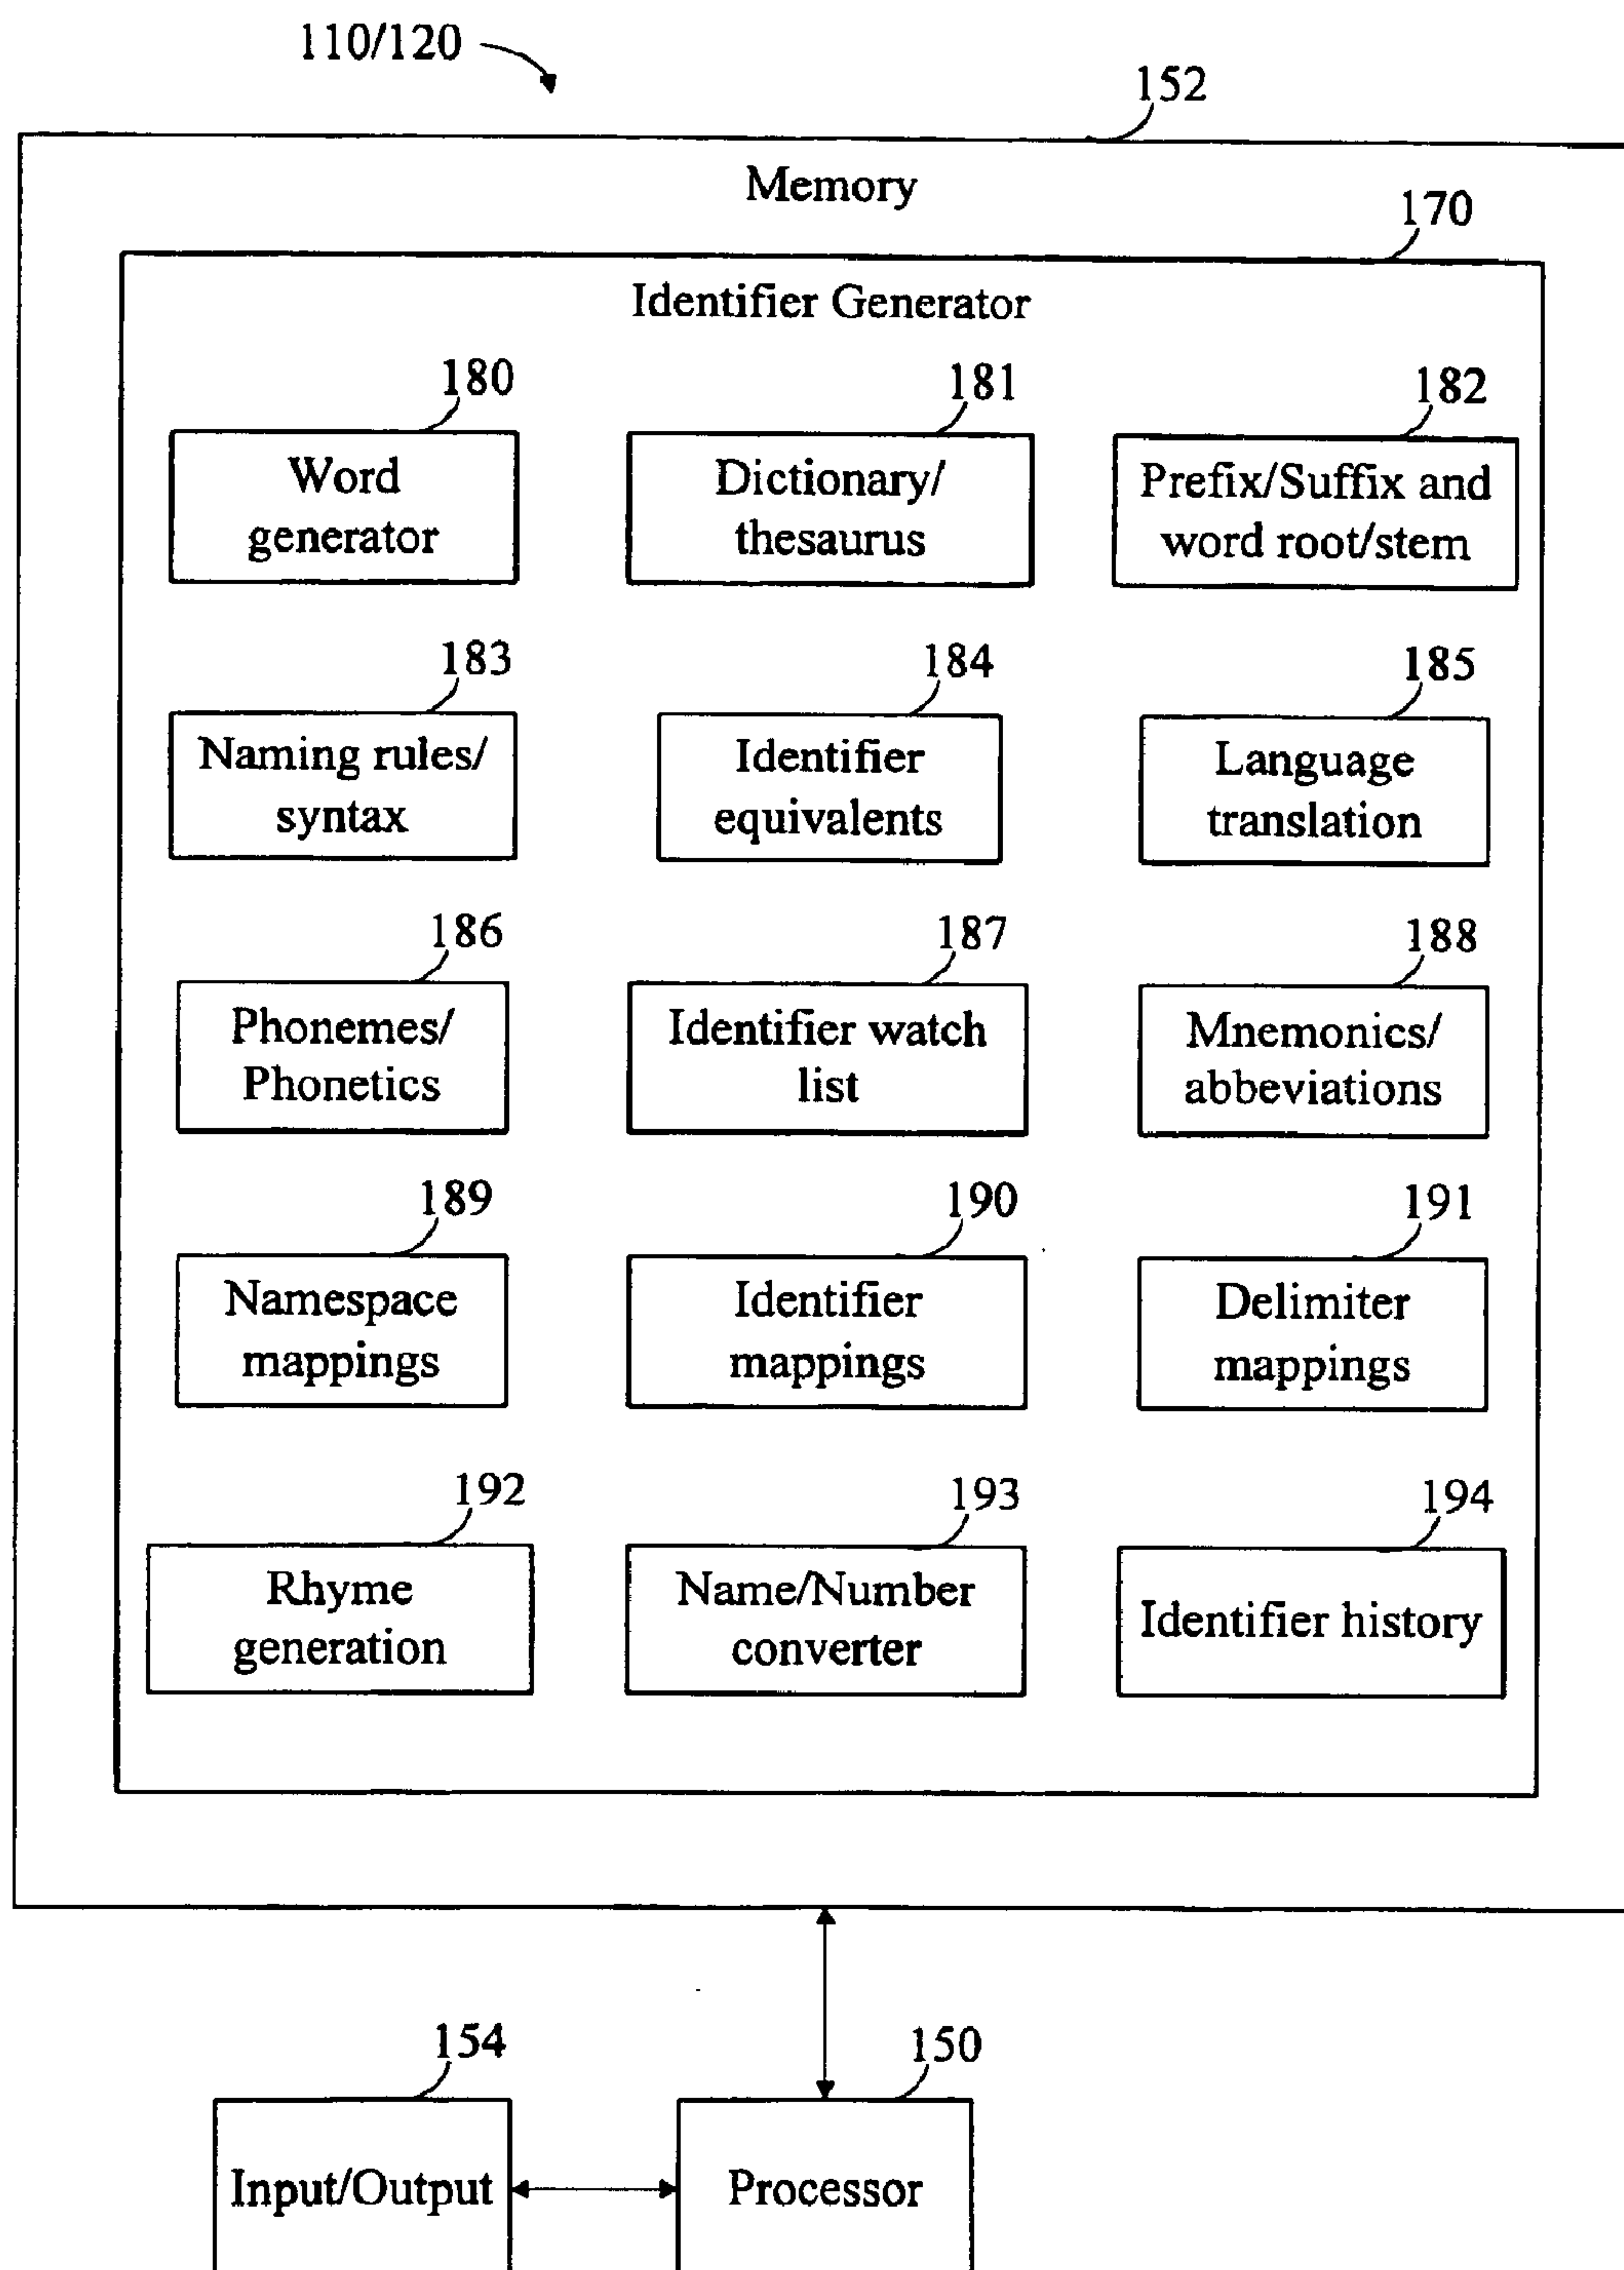 110/120
152
Memory
170
Identifier Generator
180
181
182
Word
generator
Dictionary/
thesaurus
Prefix/Suffix and
word root/stem
183
184
185
Naming rules/
syntax
Identifier
equivalents
Language
translation
186
187
188
Phonemes/
Phonetics
Identifier watch
list
Mnemonics/
abbeviations
189
190
191
Namespace
mappings
Identifier
mappings
Delimiter
mappings
192
193
194
Rhyme
generation
Name/Number
converter
Identifier history
154
150
Input/Output
Processor